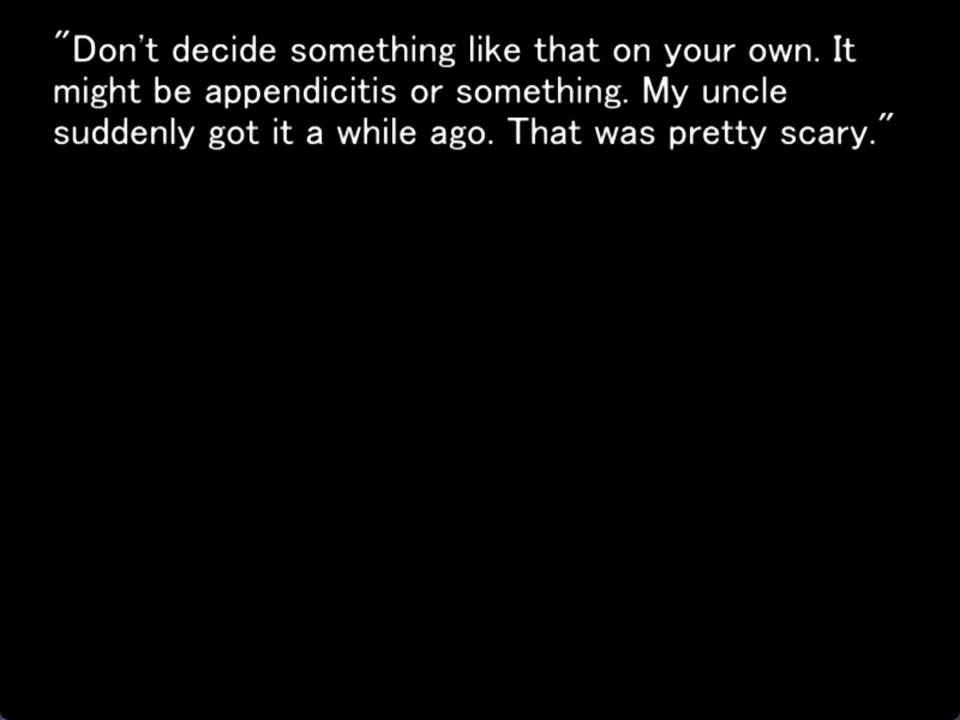 "Don't decide something like that on your own. It
might be appendicitis or something. My uncle
suddenly got it a while ago. That was pretty scary."